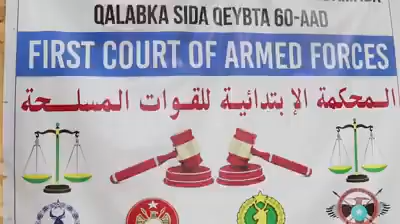 QALABKA SIDA QEYBTA 60-AAD
FIRST COURT OF ARMED FORCES
المحكمة الإبتدائية للقوات المسلحة